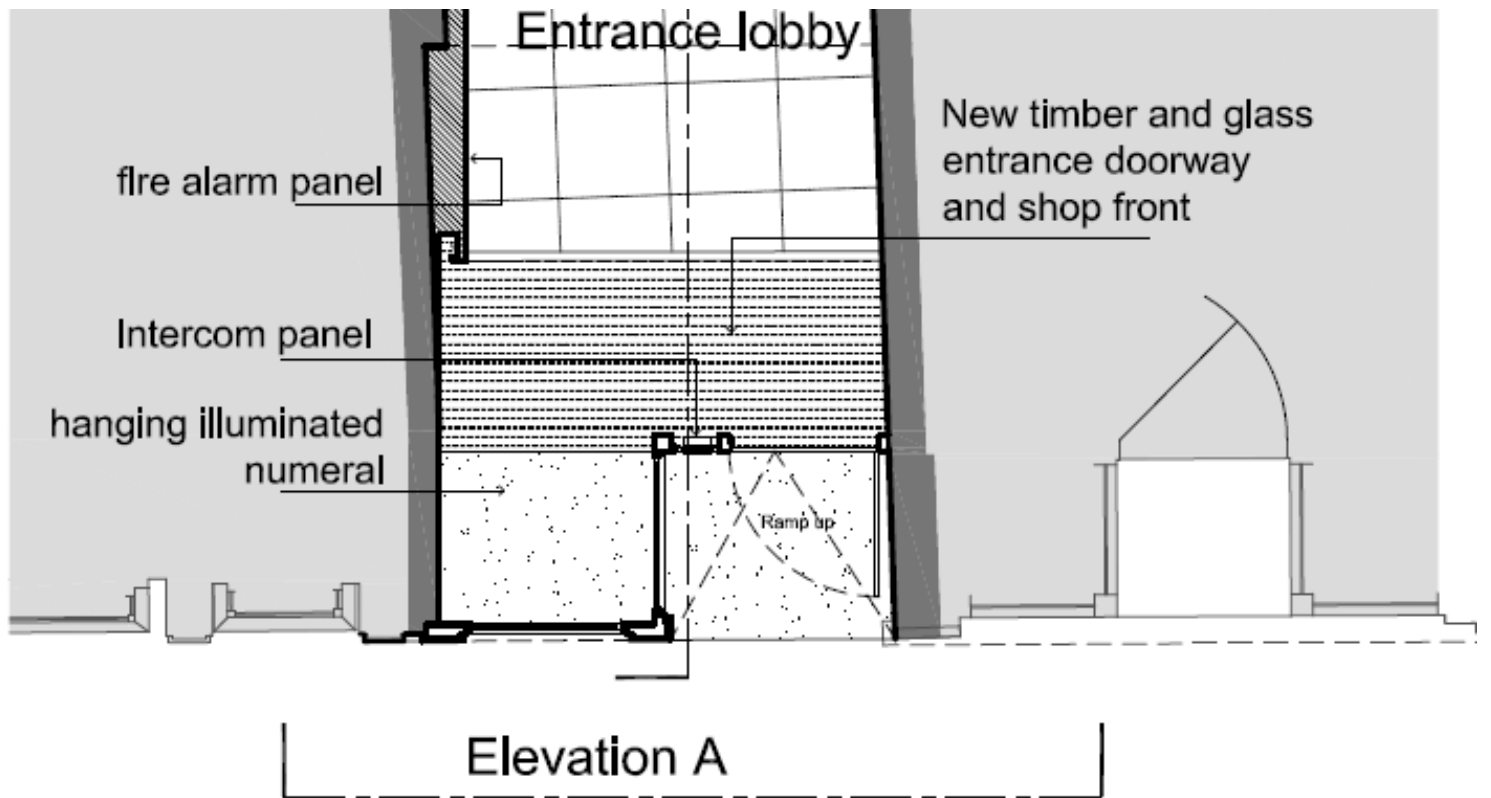 Entrance lobby
New timber and glass
entrance doorway
and shop front
fire alarm panel
Intercom panel
hanging illuminated
numeral
Ramp up
Elevation A